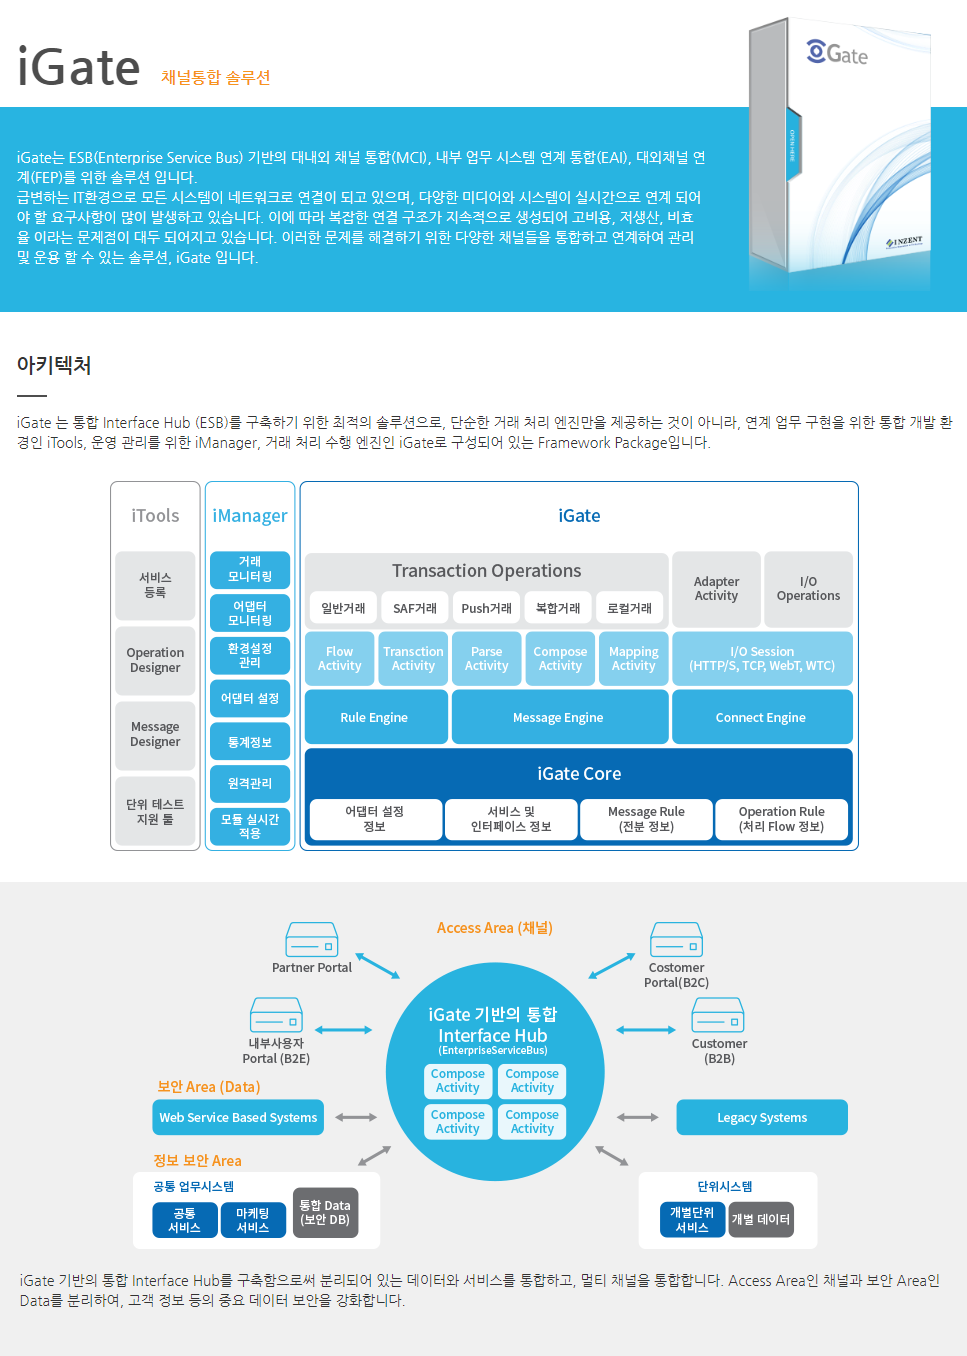 iGate 채널통합 솔루션
Gate
OPEN HERE
INZENT
iGate는 ESB(Enterprise Service Bus) 기반의 대내외 채널 통합(MCI), 내부 업무 시스템 연계 통합(EAI), 대외채널 연
계(FEP)를 위한 솔루션 입니다.
급변하는 IT환경으로 모든 시스템이 네트워크로 연결이 되고 있으며, 다양한 미디어와 시스템이 실시간으로 연계 되어
야 할 요구사항이 많이 발생하고 있습니다. 이에 따라 복잡한 연결 구조가 지속적으로 생성되어 고비용, 저생산, 비효
율 이라는 문제점이 대두 되어지고 있습니다. 이러한 문제를 해결하기 위한 다양한 채널들을 통합하고 연계하여 관리
및 운용 할 수 있는 솔루션, iGate 입니다.
아키텍처
iGate 는 통합 Interface Hub (ESB)를 구축하기 위한 최적의 솔루션으로, 단순한 거래 처리 엔진만을 제공하는 것이 아니라, 연계 업무 구현을 위한 통합 개발 환
경인 iTools, 운영 관리를 위한 iManager, 거래 처리 수행 엔진인 iGate로 구성되어 있는 Framework Package입니다.
iTools
서비스
등록
Operation
Designer
Message
Designer
단위 테스트
지원 툴
iManager
거래
모니터링
어댑터
모니터링
환경설정
관리
어댑터 설정
통계정보
원격관리
모듈 실시간
적용
iGate
Transaction Operations
일반거래 SAF거래 Push거래 복합거래 로컬거래
Adapter
Activity
I/O
Operations
Flow
Activity
Transction
Activity
Parse
Activity
Compose
Activity
Mapping
Activity
I/O Session
(HTTP/S, TCP, WebT, WTC)
Rule Engine Message Engine Connect Engine
iGate Core
어댑터 설정
정보
서비스 및
인터페이스 정보
Message Rule
(전분 정보)
Operation Rule
(처리 Flow 정보)
Access Area (채널)
Partner Portal
Costomer
Portal(B2C)
내부사용자
Portal (B2E)
Customer
(B2B)
iGate 기반의 통합
Interface Hub
(EnterpriseServiceBus)
Compose
Activity
Compose
Activity
Compose
Activity
Compose
Activity
보안 Area (Data)
Web Service Based Systems
Legacy Systems
정보 보안 Area
공통 업무시스템
공통
서비스
마케팅
서비스
통합 Data
(보안 DB)
단위시스템
개별단위
서비스
개별 데이터
iGate 기반의 통합 Interface Hub를 구축함으로써 분리되어 있는 데이터와 서비스를 통합하고, 멀티 채널을 통합합니다. Access Area인 채널과 보안 Area인
Data를 분리하여, 고객 정보 등의 중요 데이터 보안을 강화합니다.